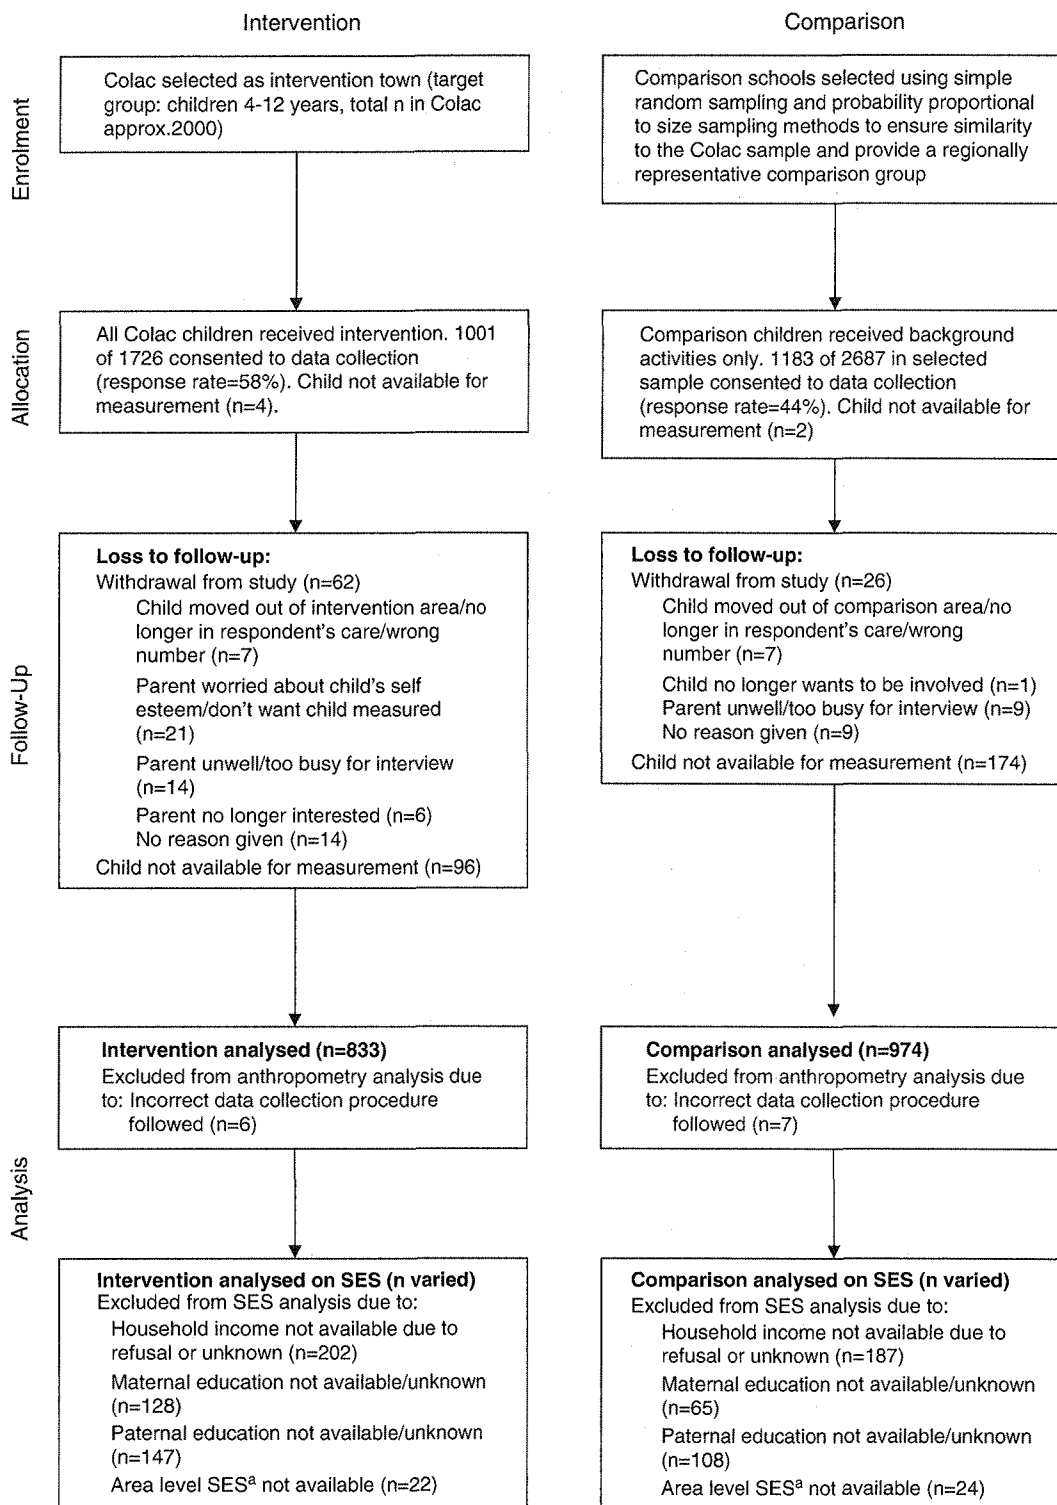 Intervention
Comparison
Enrolment
Colac selected as intervention town (target
group: children 4-12 years, total n in Colac
approx.2000)
Comparison schools selected using simple
random sampling and probability proportional
to size sampling methods to ensure similarity
to the Colac sample and provide a regionally
representative comparison group
Allocation
All Colac children received intervention. 1001
of 1726 consented to data collection
(response rate=58%). Child not available for
measurement (n=4).
Comparison children received background
activities only. 1183 of 2687 in selected
sample consented to data collection
(response rate=44%). Child not available for
measurement (n=2)
Follow-Up
Loss to follow-up:
Withdrawal from study (n=62)
Child moved out of intervention area/no
longer in respondent's care/wrong
number (n=7)
Parent worried about child's self
esteem/don't want child measured
(n=21)
Parent unwell/too busy for interview
(n=14)
Parent no longer interested (n=6)
No reason given (n=14)
Child not available for measurement (n=96)
Loss to follow-up:
Withdrawal from study (n=26)
Child moved out of comparison area/no
longer in respondent's care/wrong
number (n=7)
Child no longer wants to be involved (n=1)
Parent unwell/too busy for interview (n=9)
No reason given (n=9)
Child not available for measurement (n=174)
Analysis
Intervention analysed (n=833)
Excluded from anthropometry analysis due
to: Incorrect data collection procedure
followed (n=6)
Comparison analysed (n=974)
Excluded from anthropometry analysis due
to: Incorrect data collection procedure
followed (n=7)
Intervention analysed on SES (n varied)
Excluded from SES analysis due to:
Household income not available due to
refusal or unknown (n=202)
Maternal education not available/unknown
(n=128)
Paternal education not available/unknown
(n=147)
Area level SESa not available (n=22)
Comparison analysed on SES (n varied)
Excluded from SES analysis due to:
Household income not available due to
refusal or unknown (n=187)
Maternal education not available/unknown
(n=65)
Paternal education not available/unknown
(n=108)
Area level SESa not available (n=24)